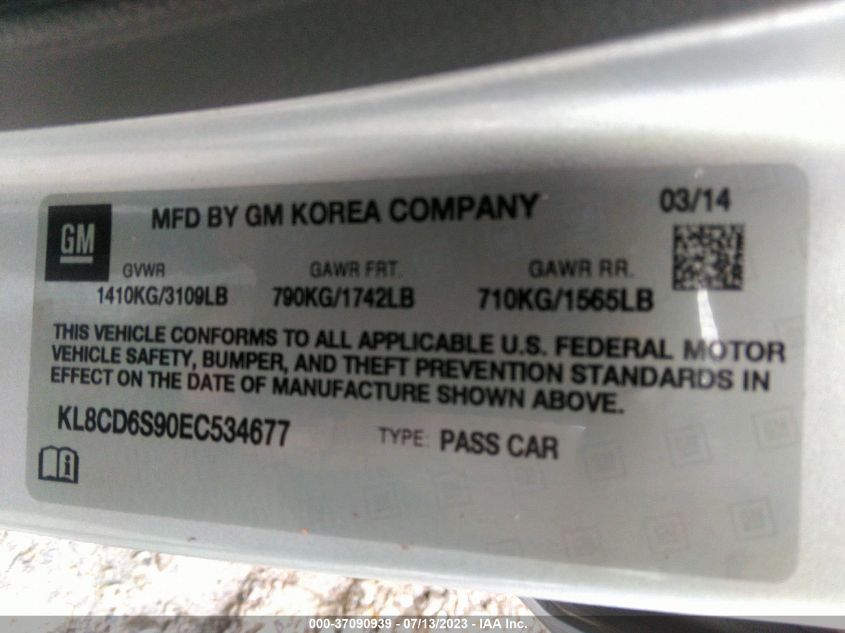 GM
MFD BY GM KOREA COMPANY
03/14
GVWR GAWR FRT. GAWR RR.
1410KG/3109LB 790KG/1742LB 710KG/1565LB
THIS VEHICLE CONFORMS TO ALL APPLICABLE U.S. FEDERAL MOTOR
VEHICLE SAFETY, BUMPER, AND THEFT PREVENTION STANDARDS IN
EFFECT ON THE DATE OF MANUFACTURE SHOWN ABOVE.
KL8CD6S90EC534677 TYPE: PASS CAR
000-37090939 - 07/13/2023 - IAA Inc.